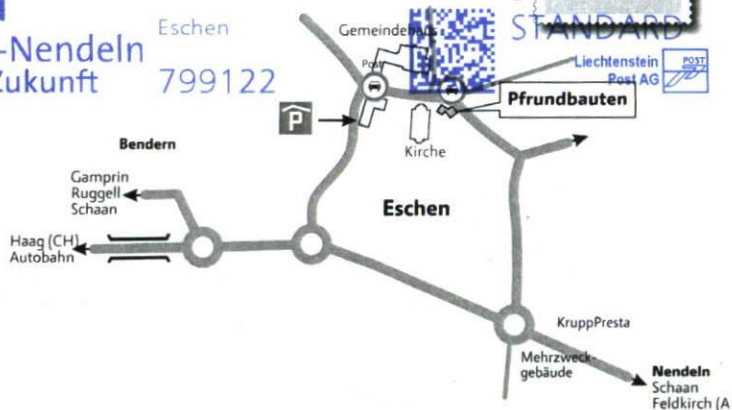 Eschen
799122
-Nendeln
Zukunft
STANDARD
Liechtenstein
Post AG
POST
Gemeindehaus
Post
P
Pfrundbauten
Kirche
Bendern
Gamprin
Ruggell
Schaan
Haag (CH)
Autobahn
Eschen
KruppPresta
Mehrzweck-
gebäude
Nendeln
Schaan
Feldkirch (A